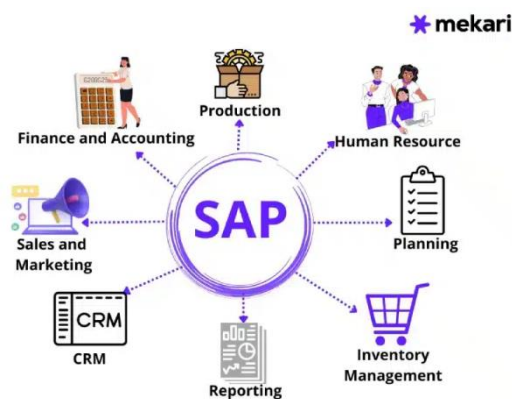 mekari
Production
Finance and Accounting
Human Resource
SAP
Sales and
Marketing
Planning
CRM
CRM
Reporting
Inventory
Management